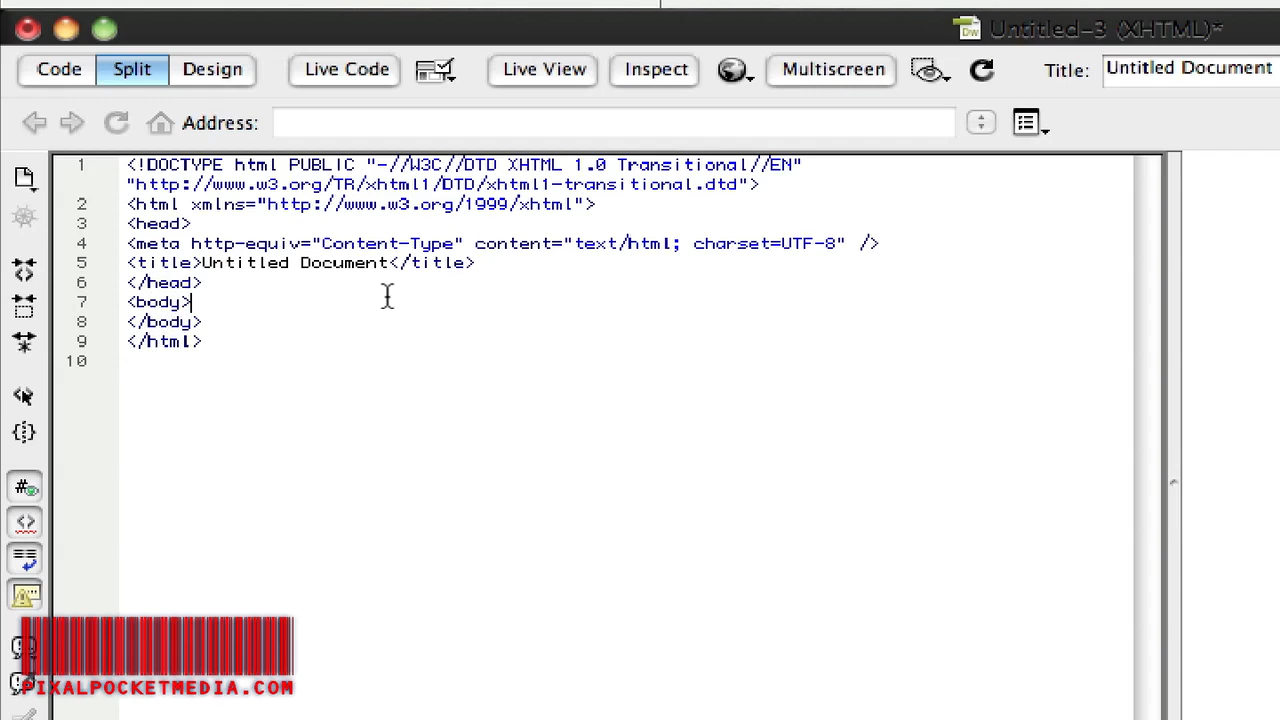 Untitled-3 (XHTML)*
Code Split Design Live Code Live View Inspect Multiscreen Title: Untitled Document
Address:
1 <!DOCTYPE html PUBLIC "-//W3C//DTD XHTML 1.0 Transitional//EN"
"http://www.w3.org/TR/xhtml1/DTD/xhtml1-transitional.dtd">
2 <html xmlns="http://www.w3.org/1999/xhtml">
3 <head>
4 <meta http-equiv="Content-Type" content="text/html; charset=UTF-8" />
5 <title>Untitled Document</title>
6 </head>
7 <body>
8 </body>
9 </html>
10
PIXALPOCKETMEDIA.COM